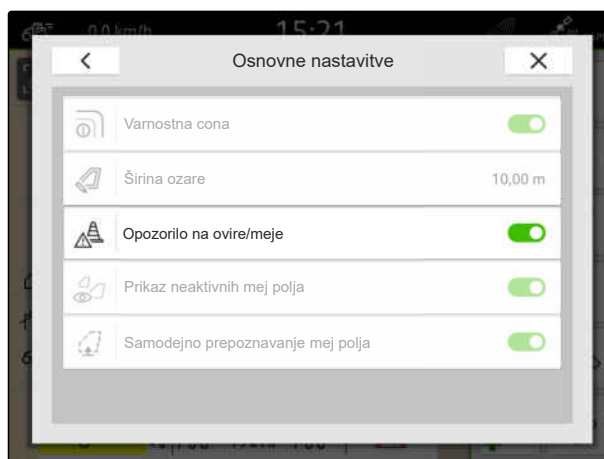 0.0 km/h 15:21
Osnovne nastavitve
Varnostna cona
Širina ozare 10,00 m
Opozorilo na ovire/meje
Prikaz neaktivnih mej polja
Samodejno prepoznavanje mej polja